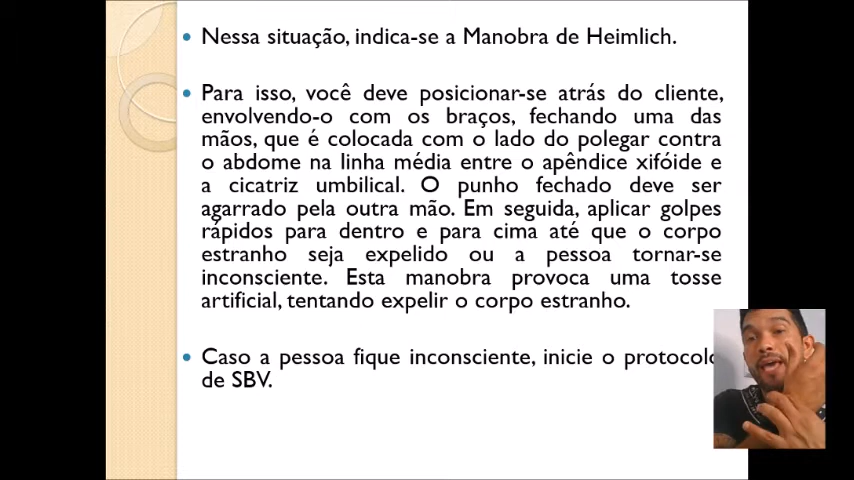 Nessa situação, indica-se a Manobra de Heimlich.
Para isso, você deve posicionar-se atrás do cliente,
envolvendo-o com os braços, fechando uma das
mãos, que é colocada com o lado do polegar contra
o abdome na linha média entre o apêndice xifóide e
a cicatriz umbilical. O punho fechado deve ser
agarrado pela outra mão. Em seguida, aplicar golpes
rápidos para dentro e para cima até que o corpo
estranho seja expelido ou a pessoa tornar-se
inconsciente. Esta manobra provoca uma tosse
artificial, tentando expelir o corpo estranho.
Caso a pessoa fique inconsciente, inicie o protocolo
de SBV.